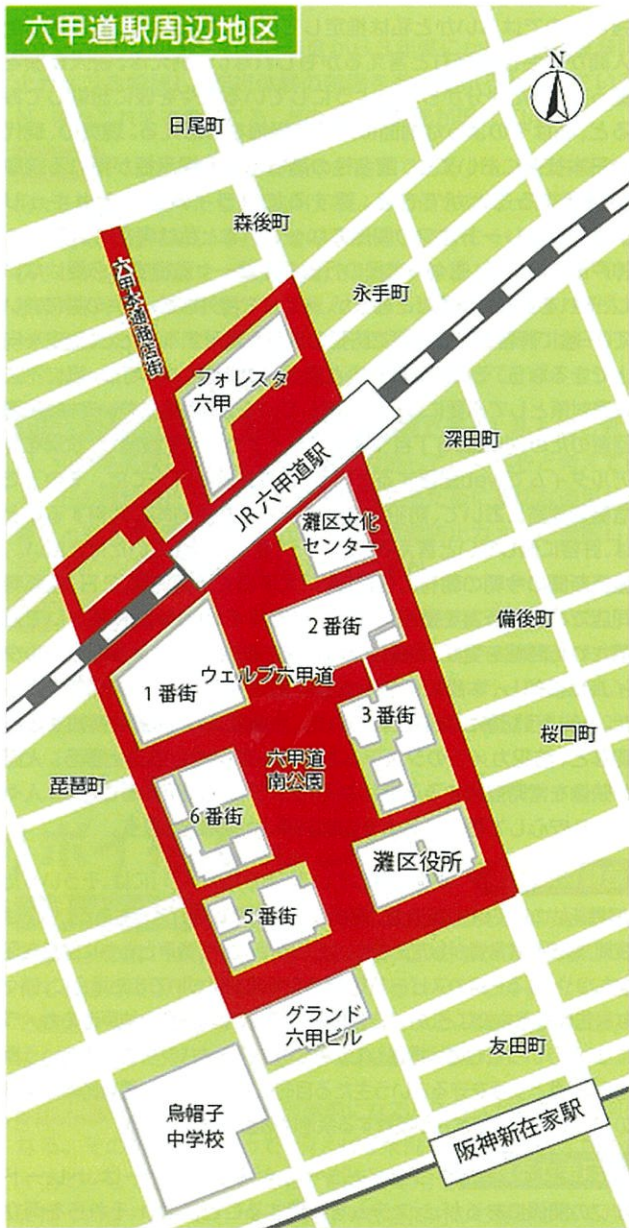 六甲道駅周辺地区
N
日尾町
森後町
六甲本通商店街
永手町
フォレスタ
六甲
深田町
JR 六甲道駅
灘区文化
センター
備後町
2番街
ウェルブ六甲道
1番街
3番街
桜口町
六甲道
南公園
琵琶町
6番街
灘区役所
5番街
グランド
六甲ビル
友田町
烏帽子
中学校
阪神新在家駅